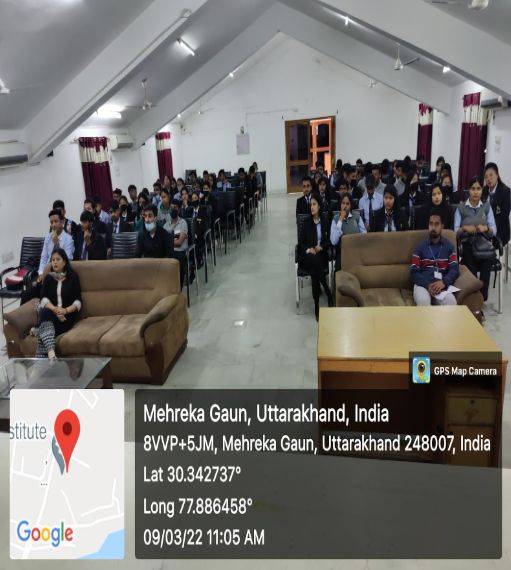 GPS Map Camera
stitute
Google
Mehreka Gaun, Uttarakhand, India
8VVP+5JM, Mehreka Gaun, Uttarakhand 248007, India
Lat 30.342737°
Long 77.886458°
09/03/22 11:05 AM